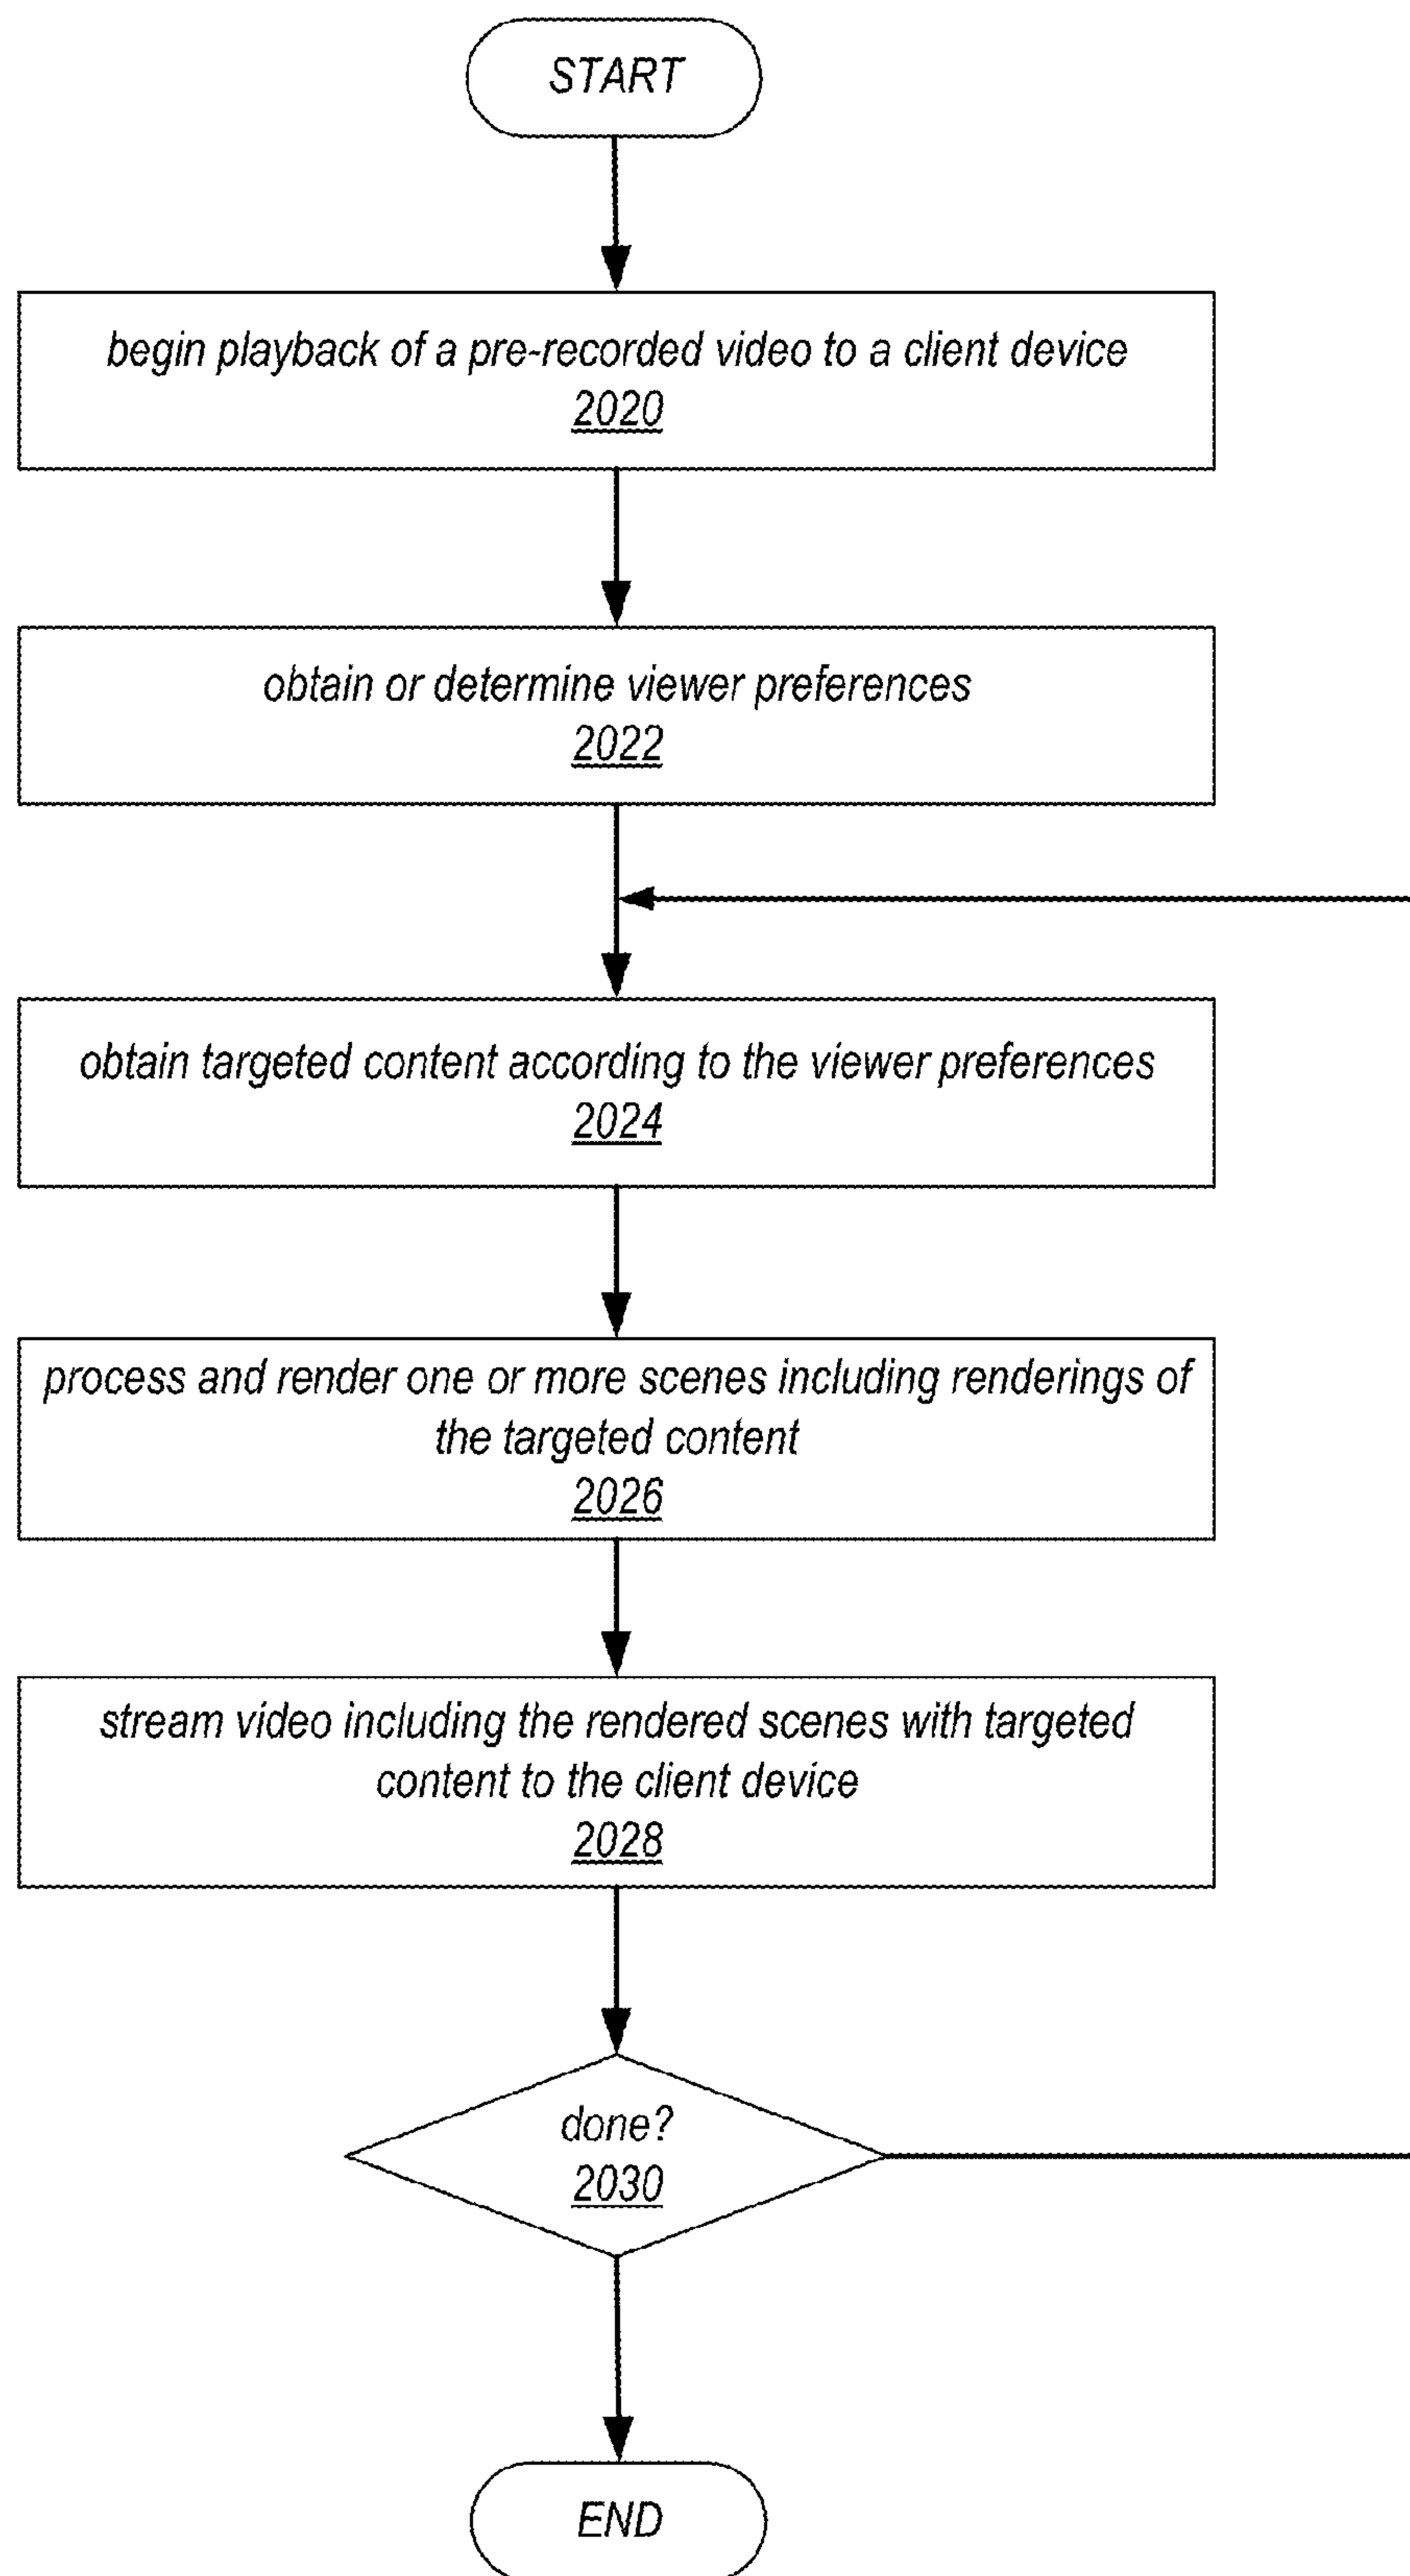 START
begin playback of a pre-recorded video to a client device
2020
obtain or determine viewer preferences
2022
obtain targeted content according to the viewer preferences
2024
process and render one or more scenes including renderings of
the targeted content
2026
stream video including the rendered scenes with targeted
content to the client device
2028
done?
2030
END